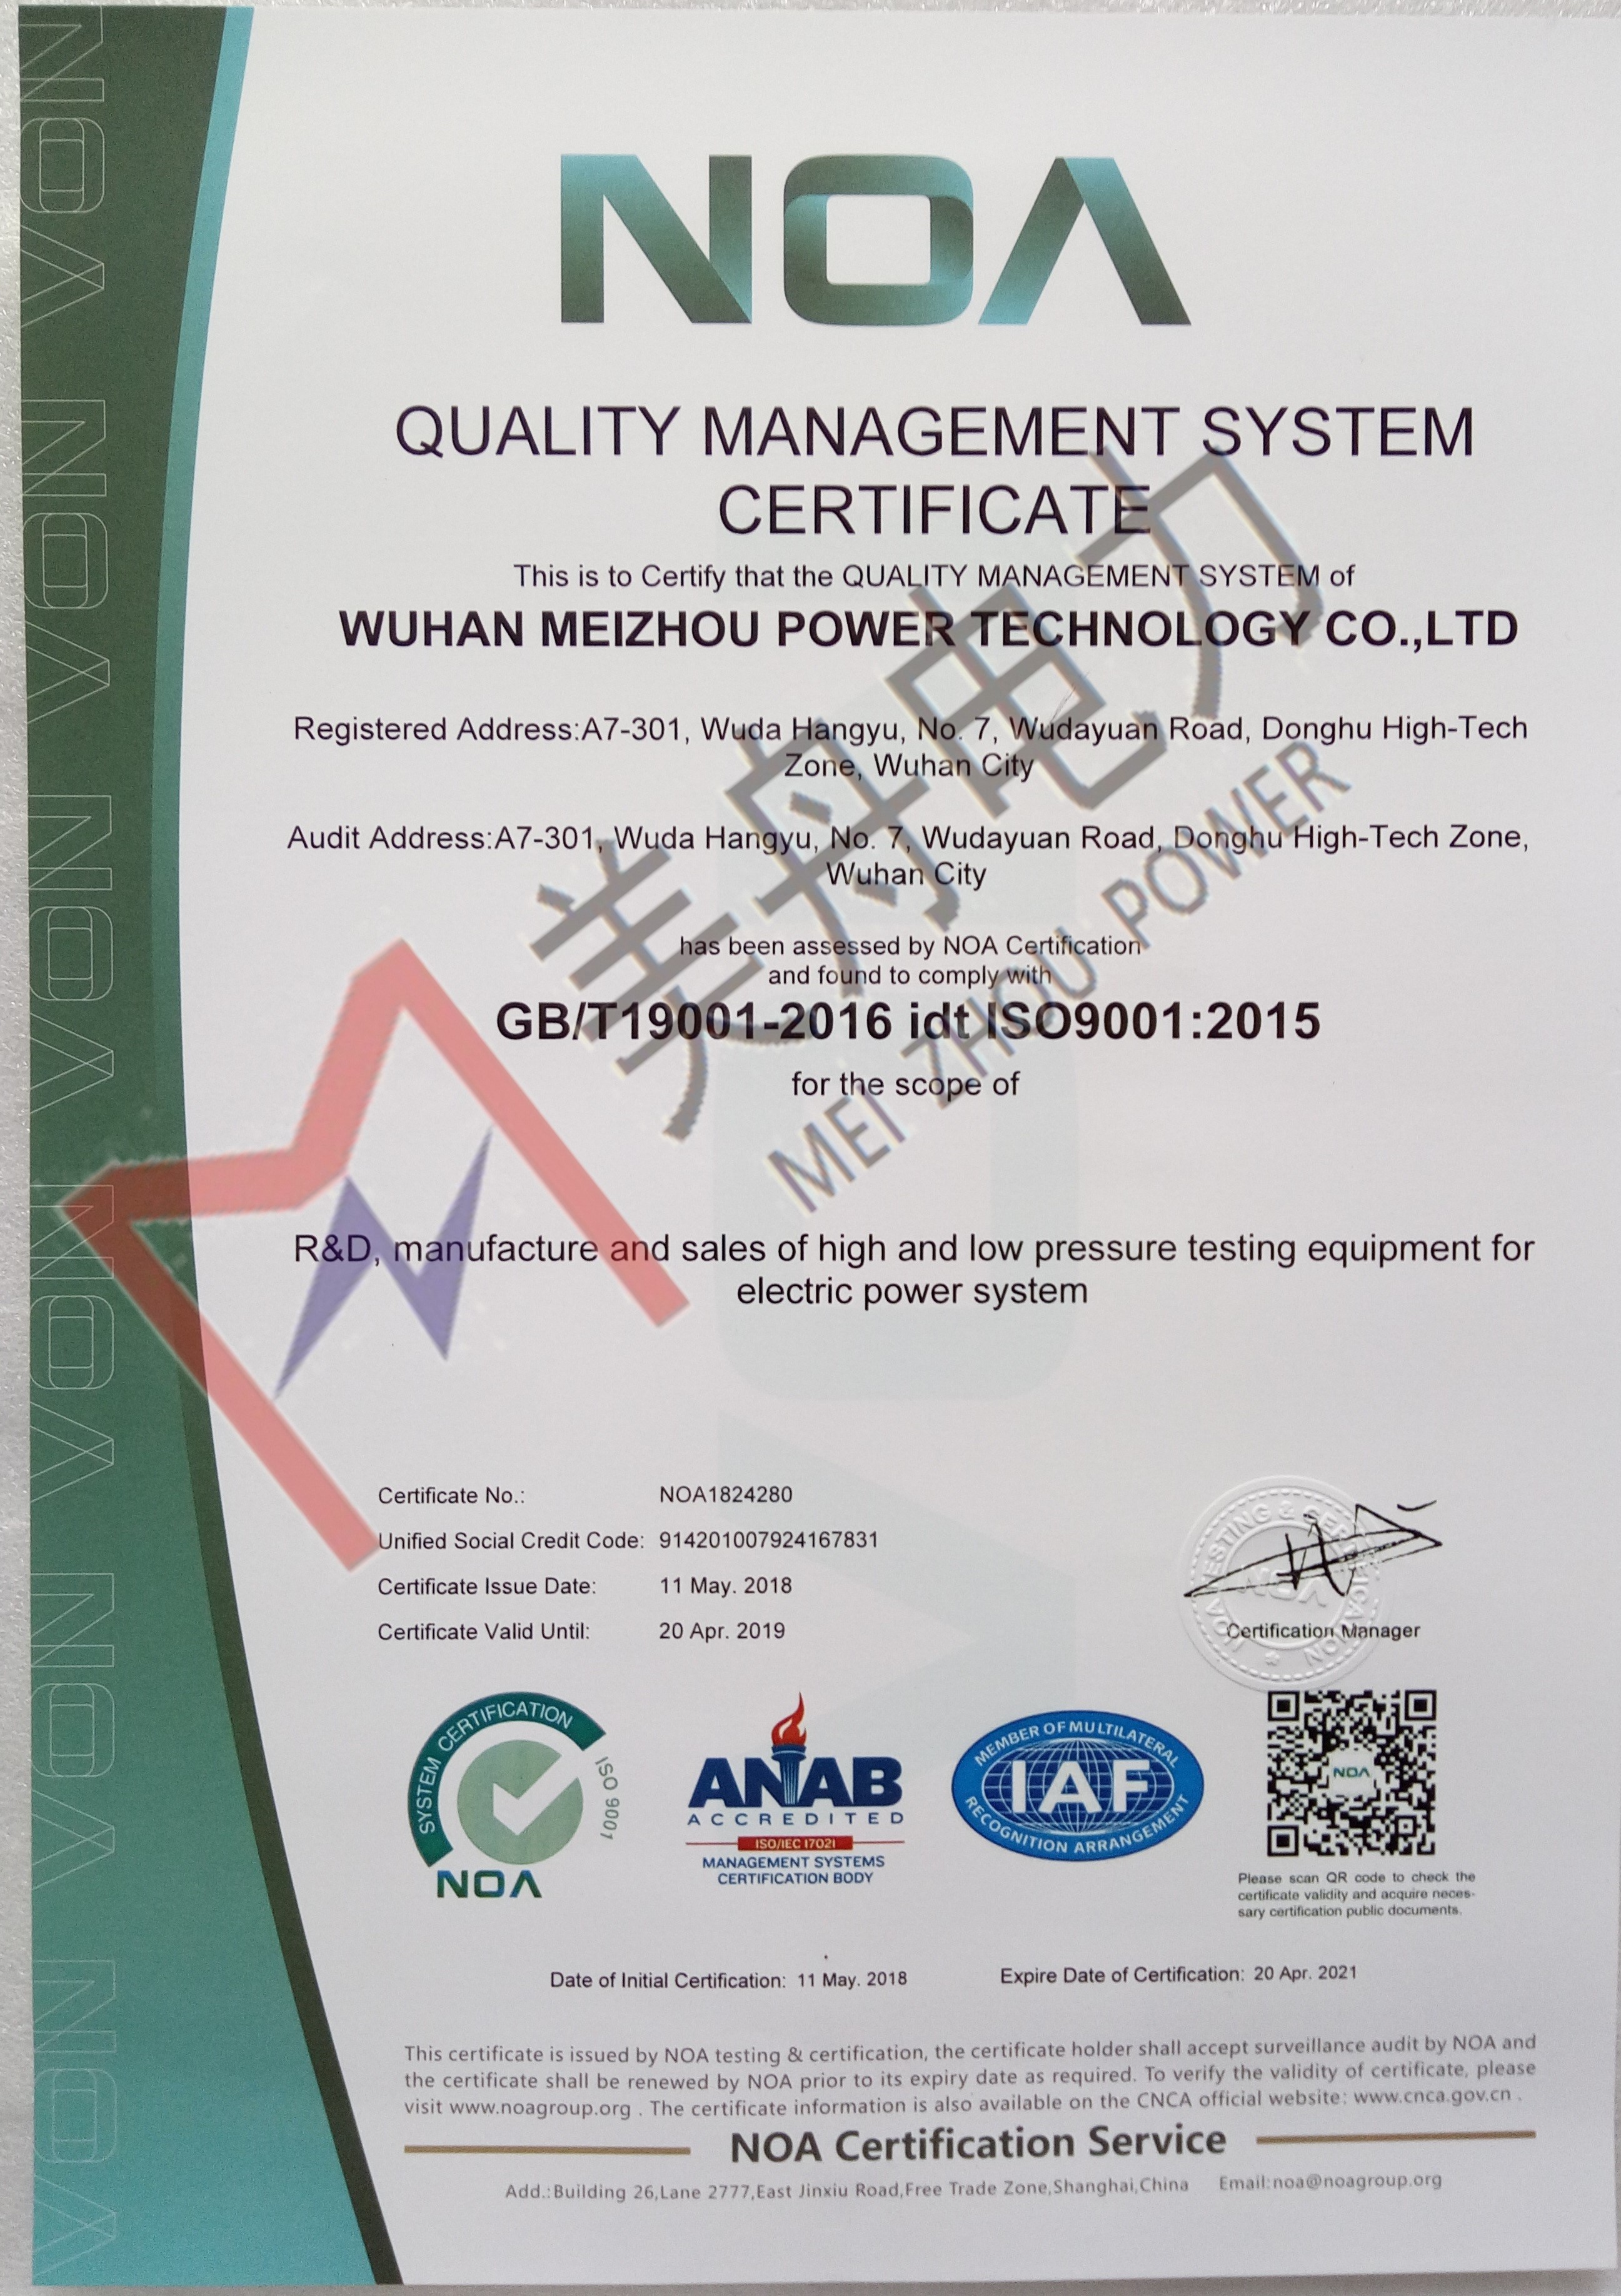 NOA
QUALITY MANAGEMENT SYSTEM
CERTIFICATE
This is to Certify that the QUALITY MANAGEMENT SYSTEM of
WUHAN MEIZHOU POWER TECHNOLOGY CO.,LTD
Registered Address:A7-301, Wuda Hangyu, No. 7, Wudayuan Road, Donghu High-Tech
Zone, Wuhan City
Audit Address:A7-301, Wuda Hangyu, No. 7, Wudayuan Road, Donghu High-Tech Zone,
Wuhan City
has been assessed by NOA Certification
and found to comply with
GB/T19001-2016 idt ISO9001:2015
for the scope of
美舟电力
MEI ZHOU POWER
R&D, manufacture and sales of high and low pressure testing equipment for
electric power system
Certificate No.: NOA1824280
Unified Social Credit Code: 914201007924167831
Certificate Issue Date: 11 May. 2018
Certificate Valid Until: 20 Apr. 2019
NOA TESTING & CERTIFICATION
NOA
Certification Manager
SYSTEM CERTIFICATION
ISO 9001
NOA
ANAB
ACCREDITED
ISO/IEC 17021
MANAGEMENT SYSTEMS
CERTIFICATION BODY
MEMBER OF MULTILATERAL
IAF
RECOGNITION ARRANGEMENT
NOA
Please scan QR code to check the
certificate validity and acquire neces-
sary certification public documents.
Date of Initial Certification: 11 May. 2018 Expire Date of Certification: 20 Apr. 2021
This certificate is issued by NOA testing & certification, the certificate holder shall accept surveillance audit by NOA and
the certificate shall be renewed by NOA prior to its expiry date as required. To verify the validity of certificate, please
visit www.noagroup.org . The certificate information is also available on the CNCA official website: www.cnca.gov.cn .
NOA Certification Service
Add.:Building 26,Lane 2777,East Jinxiu Road,Free Trade Zone,Shanghai,China Email:noa@noagroup.org